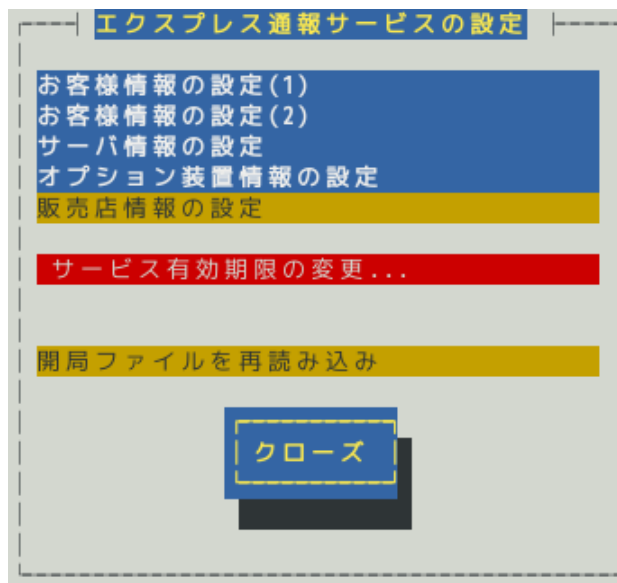 エクスプレス通報サービスの設定
お客様情報の設定(1)
お客様情報の設定(2)
サーバ情報の設定
オプション装置情報の設定
販売店情報の設定
サービス有効期限の変更...
開局ファイルを再読み込み
クローズ